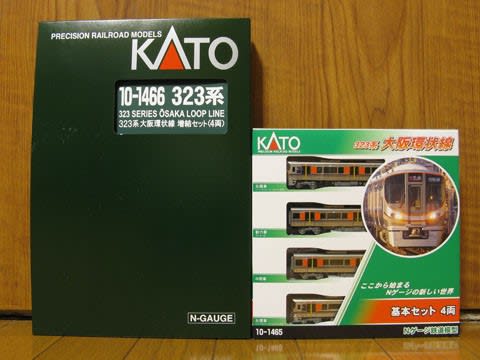 PRECISION RAILROAD MODELS
KATO
10-1466 323系
323 SERIES ŌSAKA LOOP LINE
323系 大阪環状線 増結セット(4両)
N-GAUGE
KATO
PRECISION RAILROAD MODELS
323系 大阪環状線
ここから始まる
Nゲージの新しい世界
基本セット 4両
10-1465
Nゲージ鉄道模型